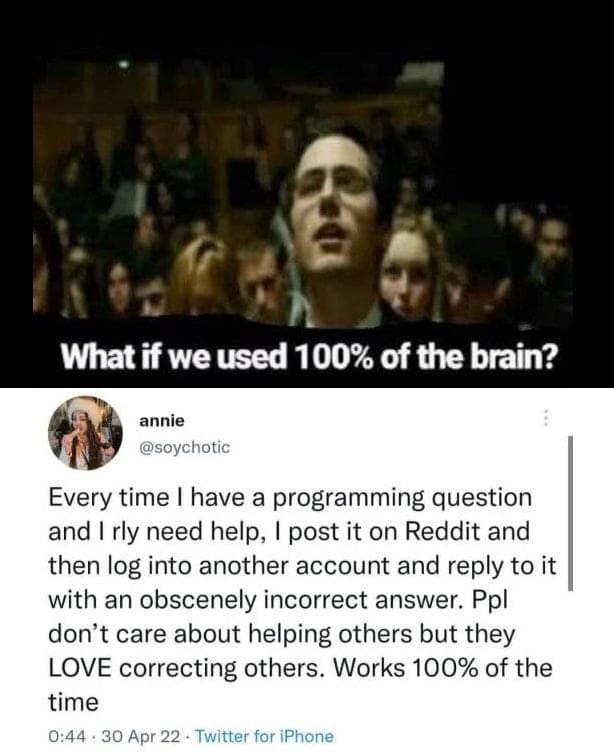 What if we used 100% of the brain?
annie
@soychotic
Every time I have a programming question
and I rly need help, I post it on Reddit and
then log into another account and reply to it
with an obscenely incorrect answer. Ppl
don’t care about helping others but they
LOVE correcting others. Works 100% of the
time
0:44 · 30 Apr 22 · Twitter for iPhone